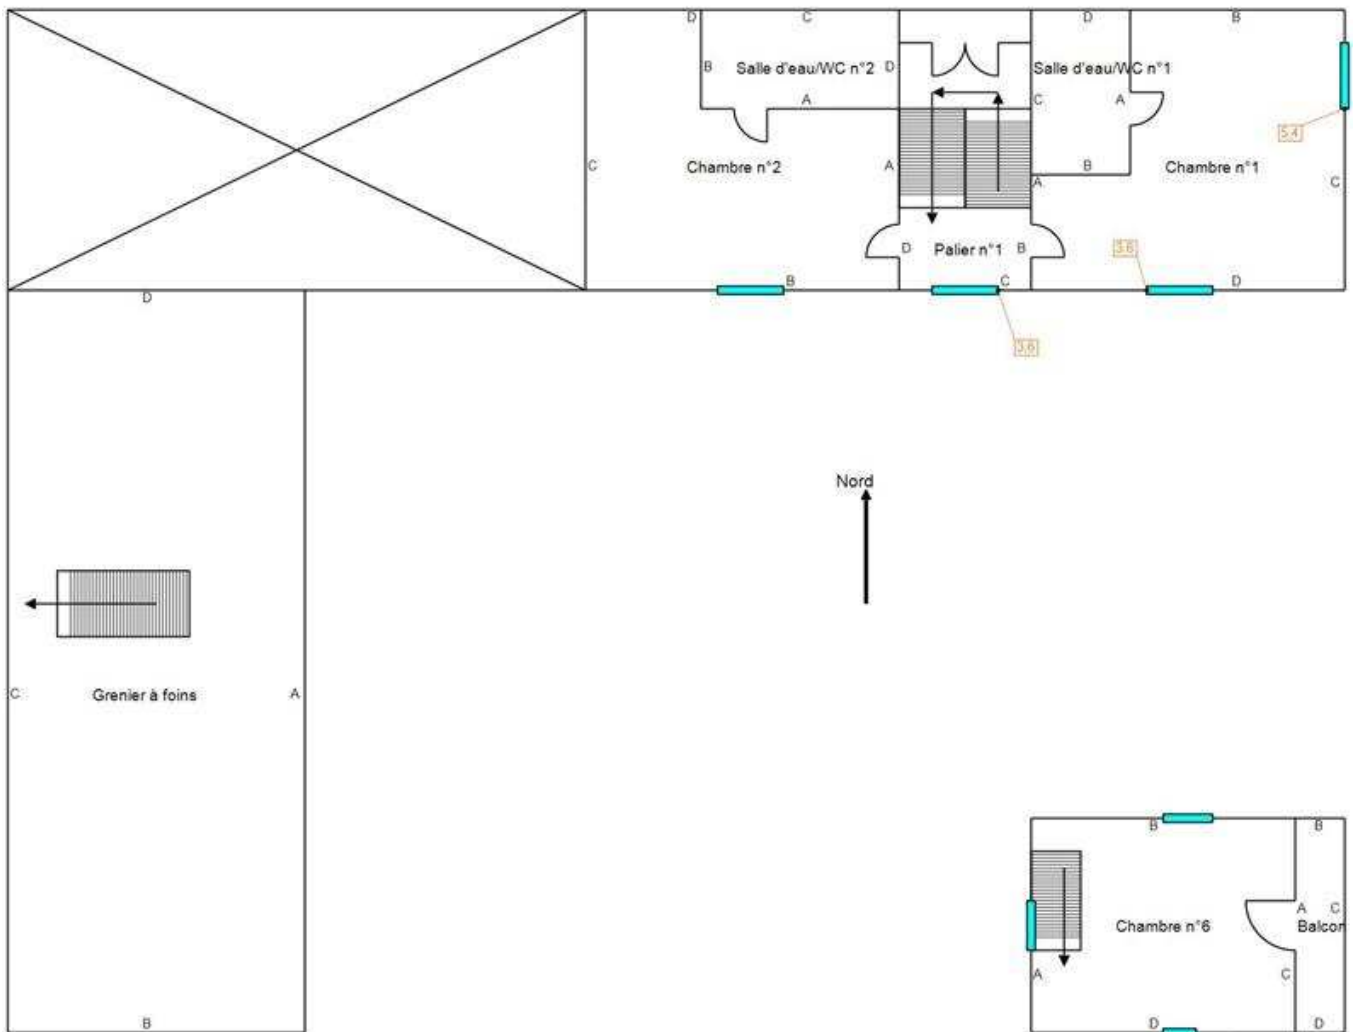 D C D B
Salle d'eau/WC n°2 Salle d'eau/WC n°1
B D
A C A
5,4
Chambre n°2 Chambre n°1
C A B
A C
Palier n°1
D B
3,6
B C D
D
3,6
Nord
Grenier à foins
C A
B B
Chambre n°6 Balcon
A C
A C
B D D